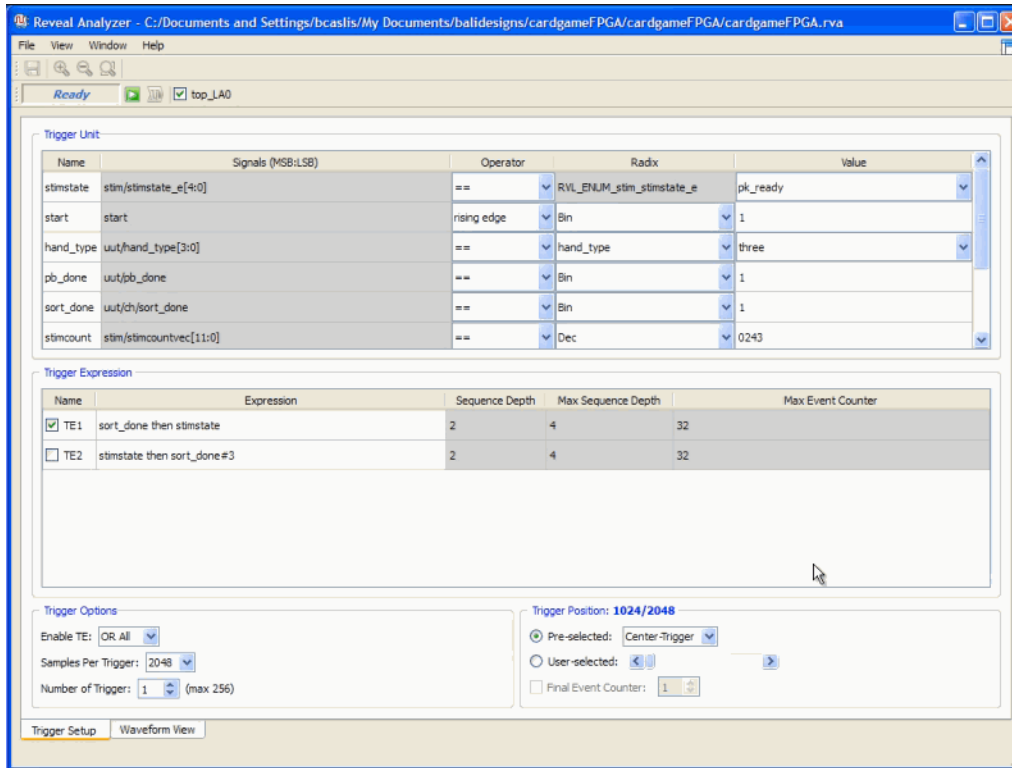 Reveal Analyzer - C:/Documents and Settings/bcaslis/My Documents/balidesigns/cardgameFPGA/cardgameFPGA/cardgameFPGA.rva
File View Window Help
Ready top_LA0
Trigger Unit
Name Signals (MSB:LSB) Operator Radix Value
stimstate stim/stimstate_e[4:0] == RVL_ENUM_stim_stimstate_e pk_ready
start start rising edge Bin 1
hand_type uut/hand_type[3:0] == hand_type three
pb_done uut/pb_done == Bin 1
sort_done uut/ch/sort_done == Bin 1
stimcount stim/stimcountvec[11:0] == Dec 0243
Trigger Expression
Name Expression Sequence Depth Max Sequence Depth Max Event Counter
TE1 sort_done then stimstate 2 4 32
TE2 stimstate then sort_done#3 2 4 32
Trigger Options
Enable TE: OR All
Samples Per Trigger: 2048
Number of Trigger: 1 (max 256)
Trigger Position: 1024/2048
Pre-selected: Center-Trigger
User-selected:
Final Event Counter: 1
Trigger Setup Waveform View